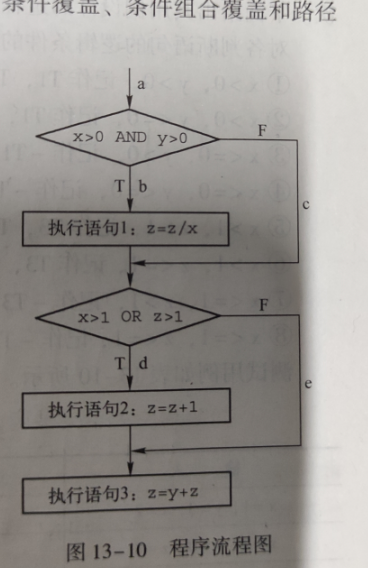 条件覆盖、条件组合覆盖和路径
a
x>0 AND y>0
F
T b
c
执行语句1: z=z/x
x>1 OR z>1
F
T d
e
执行语句2: z=z+1
执行语句3: z=y+z
图 13-10 程序流程图